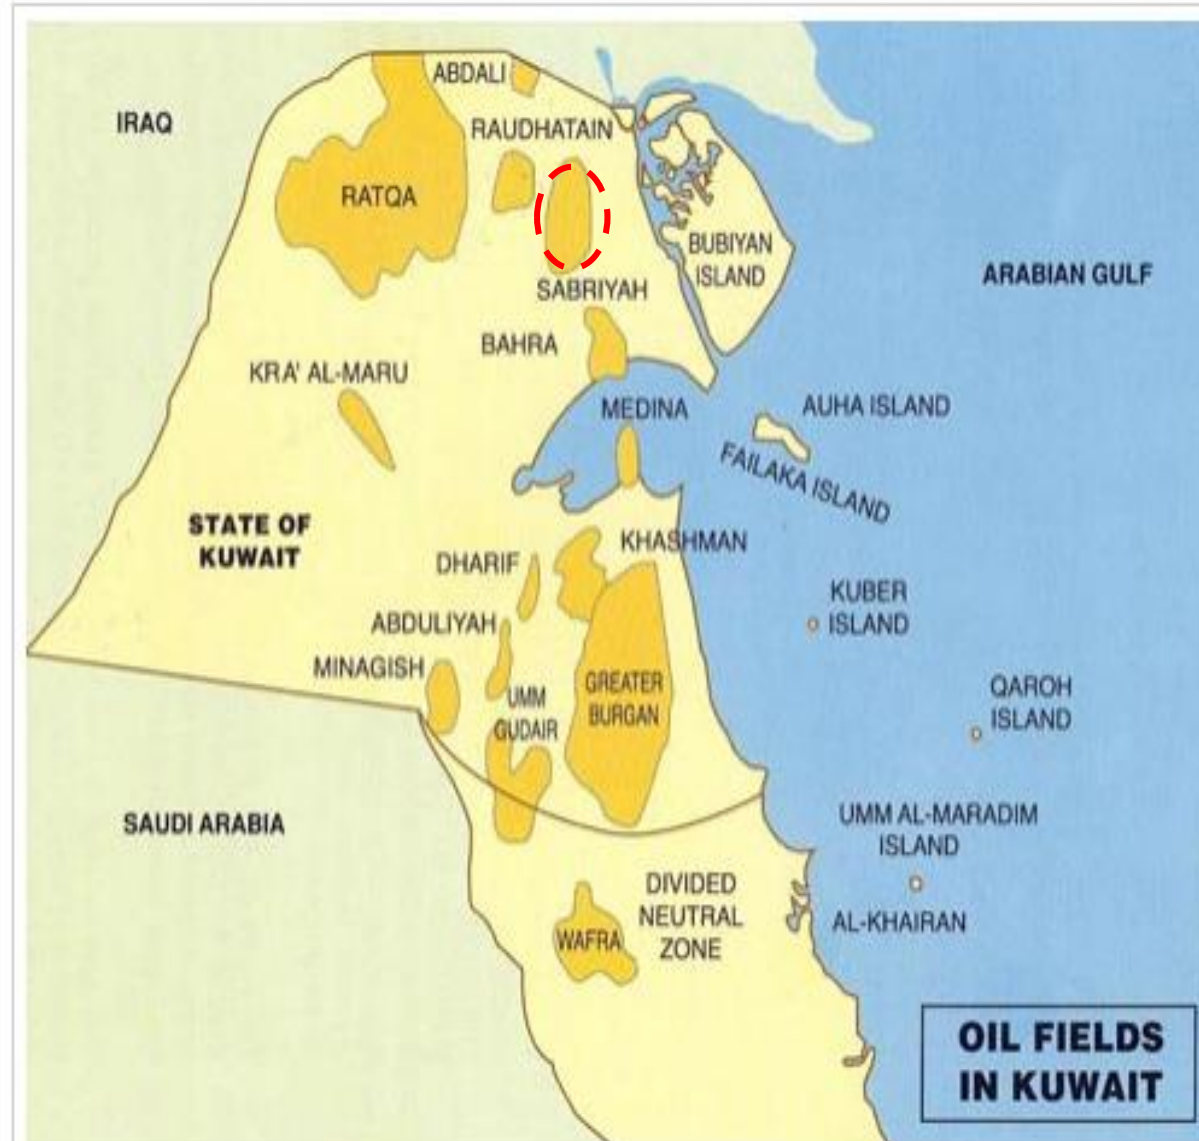 ABDALI
IRAQ
RAUDHATAIN
RATQA
BUBIYAN
ISLAND
ARABIAN GULF
SABRIYAH
BAHRA
KRA' AL-MARU
MEDINA
AUHA ISLAND
FAILAKA ISLAND
STATE OF
KUWAIT
KHASHMAN
DHARIF
KUBER
ISLAND
ABDULIYAH
MINAGISH
GREATER
BURGAN
UMM
GUDAIR
QAROH
ISLAND
SAUDI ARABIA
UMM AL-MARADIM
ISLAND
DIVIDED
NEUTRAL
ZONE
AL-KHAIRAN
WAFRA
OIL FIELDS
IN KUWAIT